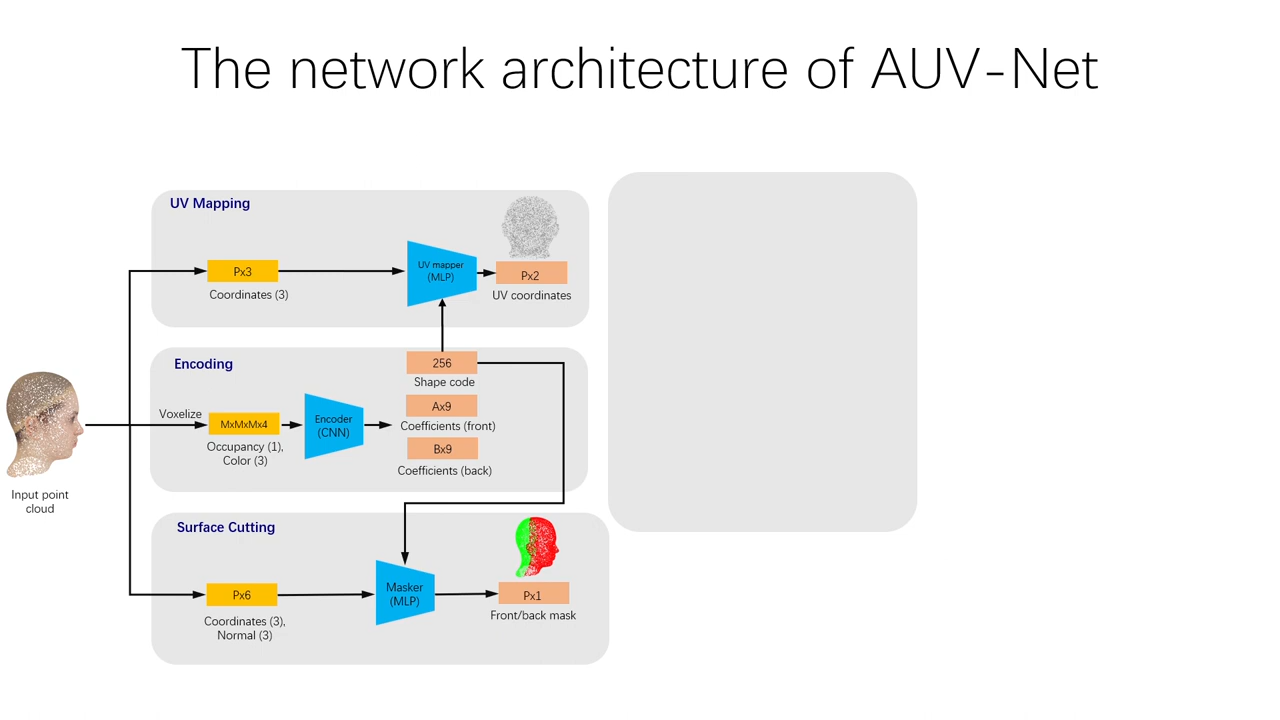 The network architecture of AUV-Net
UV Mapping
Px3
Coordinates (3)
UV mapper
(MLP)
Px2
UV coordinates
Encoding
Voxelize
MxMxMx4
Occupancy (1),
Color (3)
Encoder
(CNN)
256
Shape code
Ax9
Coefficients (front)
Bx9
Coefficients (back)
Input point
cloud
Surface Cutting
Px6
Coordinates (3),
Normal (3)
Masker
(MLP)
Px1
Front/back mask